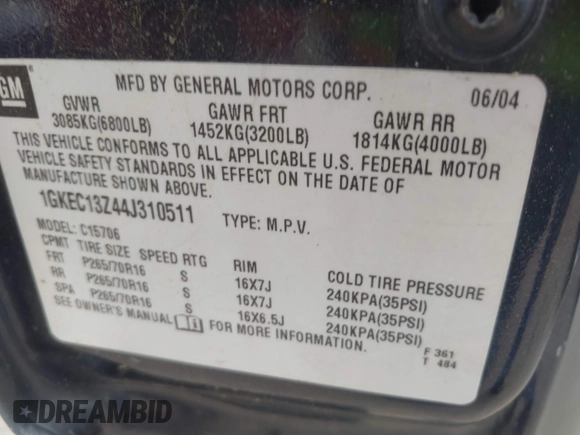 GM
MFD BY GENERAL MOTORS CORP. 06/04
GVWR GAWR FRT GAWR RR
3085KG(6800LB) 1452KG(3200LB) 1814KG(4000LB)
THIS VEHICLE CONFORMS TO ALL APPLICABLE U.S. FEDERAL MOTOR
VEHICLE SAFETY STANDARDS IN EFFECT ON THE DATE OF
MANUFACTURE SHOWN ABOVE.
1GKEC13Z44J310511 TYPE: M.P.V.
MODEL: C15706
CPMT TIRE SIZE SPEED RTG RIM COLD TIRE PRESSURE
FRT P265/70R16 S 16X7J 240KPA(35PSI)
RR P265/70R16 S 16X7J 240KPA(35PSI)
SPA P265/70R16 S 16X6.5J 240KPA(35PSI)
SEE OWNER'S MANUAL FOR MORE INFORMATION.
F 361
T 484
DREAMBID